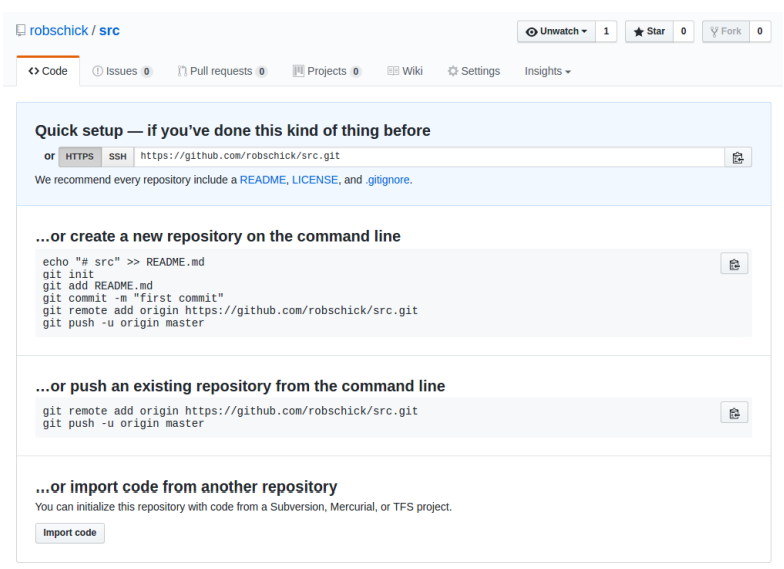 robschick / src
Unwatch 1 Star 0 Fork 0
Code Issues 0 Pull requests 0 Projects 0 Wiki Settings Insights
Quick setup — if you’ve done this kind of thing before
or HTTPS SSH https://github.com/robschick/src.git
We recommend every repository include a README, LICENSE, and .gitignore.
…or create a new repository on the command line
echo "# src" >> README.md
git init
git add README.md
git commit -m "first commit"
git remote add origin https://github.com/robschick/src.git
git push -u origin master
…or push an existing repository from the command line
git remote add origin https://github.com/robschick/src.git
git push -u origin master
…or import code from another repository
You can initialize this repository with code from a Subversion, Mercurial, or TFS project.
Import code